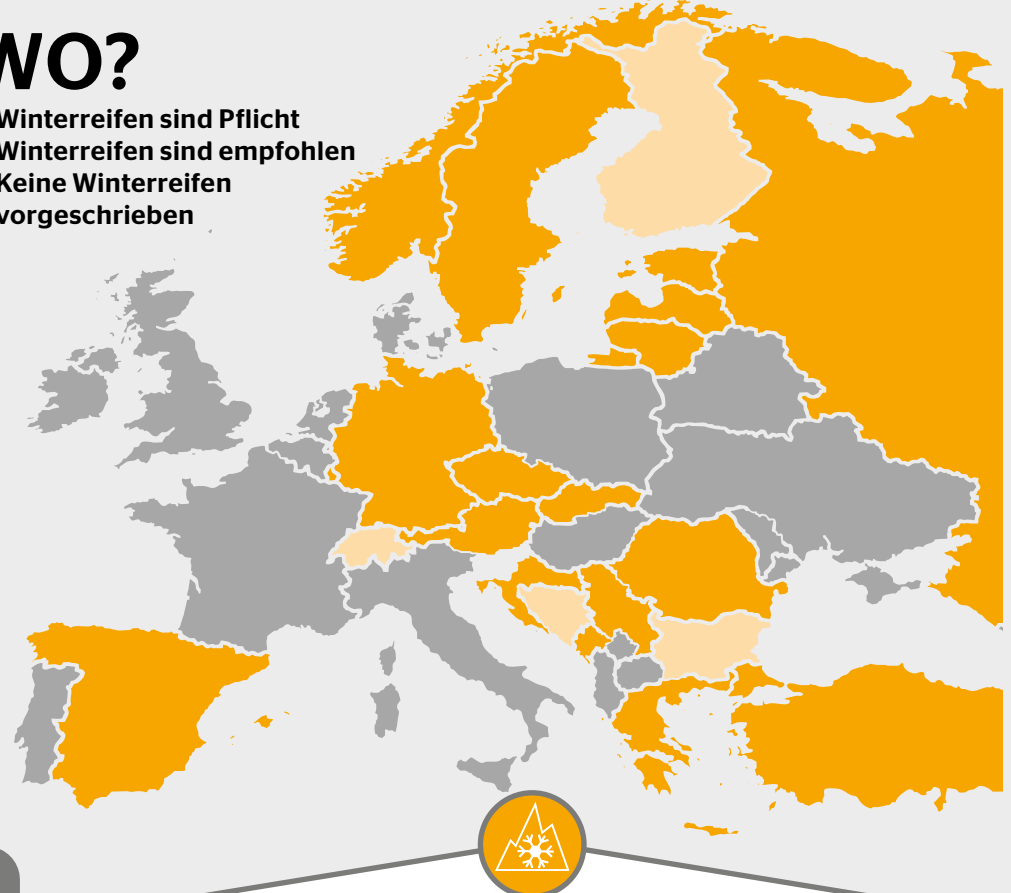 WO?
Winterreifen sind Pflicht
Winterreifen sind empfohlen
Keine Winterreifen
vorgeschrieben